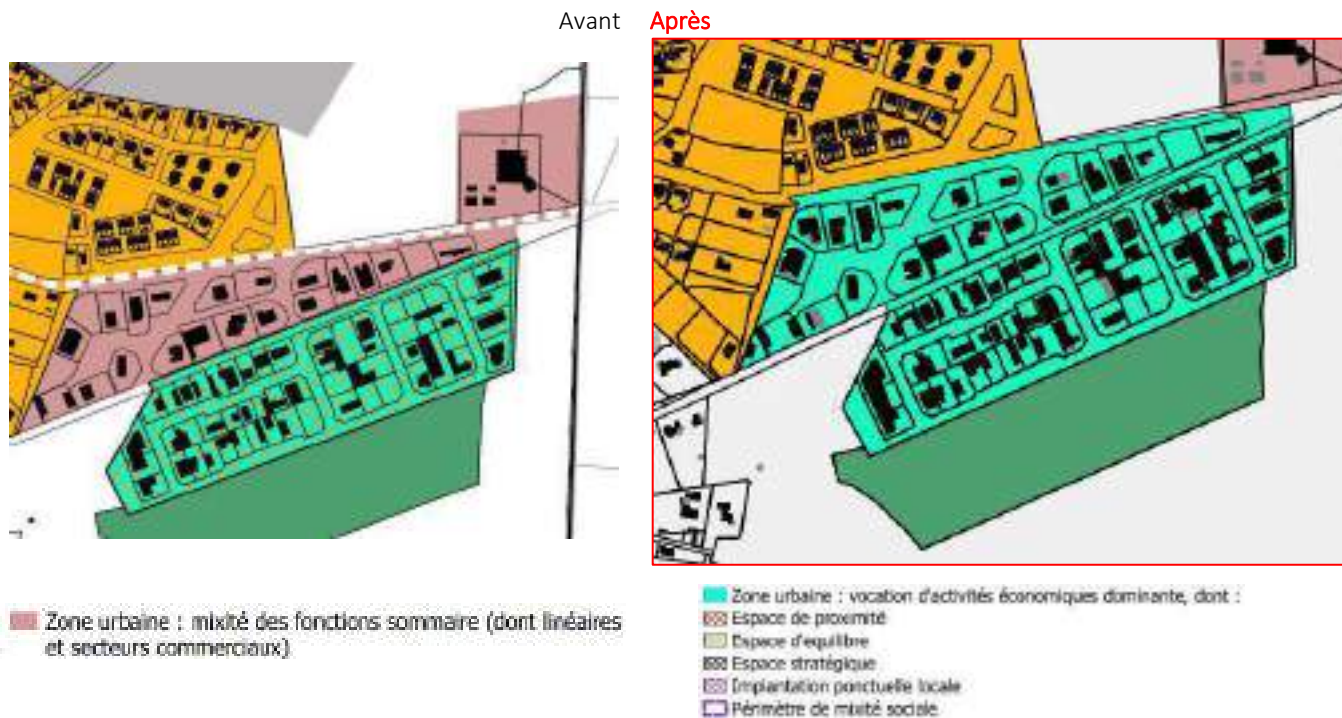 Avant Après
Zone urbaine : mixité des fonctions sommaire (dont linéaires
et secteurs commerciaux)
Zone urbaine : vocation d'activités économiques dominante, dont :
Espace de proximité
Espace d'equilibre
Espace stratégique
Implantation ponctuelle locale
Périmètre de mixité sociale